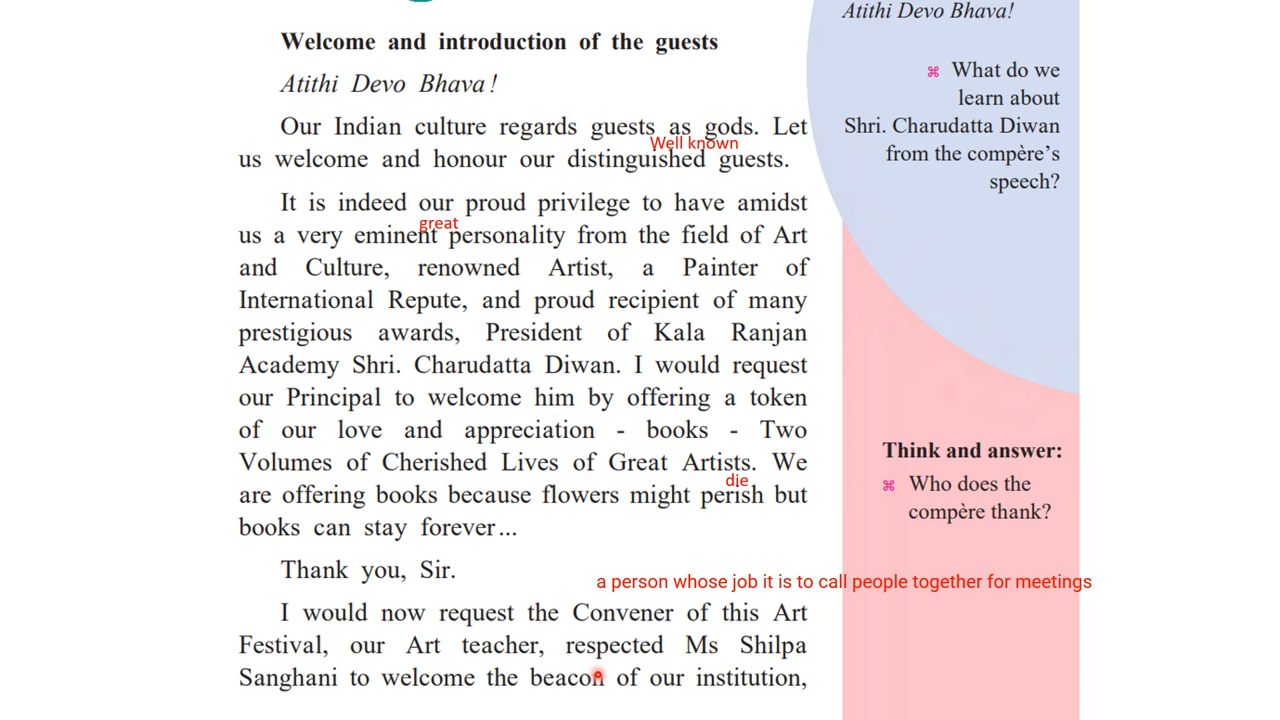 Welcome and introduction of the guests
Atithi Devo Bhava!
Our Indian culture regards guests as gods. Let
Well known
us welcome and honour our distinguished guests.
It is indeed our proud privilege to have amidst
great
us a very eminent personality from the field of Art
and Culture, renowned Artist, a Painter of
International Repute, and proud recipient of many
prestigious awards, President of Kala Ranjan
Academy Shri. Charudatta Diwan. I would request
our Principal to welcome him by offering a token
of our love and appreciation - books - Two
Volumes of Cherished Lives of Great Artists. We
die
are offering books because flowers might perish but
books can stay forever...
Thank you, Sir.
a person whose job it is to call people together for meetings
I would now request the Convener of this Art
Festival, our Art teacher, respected Ms Shilpa
Sanghani to welcome the beacon of our institution,
Atithi Devo Bhava!
⌘ What do we
learn about
Shri. Charudatta Diwan
from the compère's
speech?
Think and answer:
⌘ Who does the
compère thank?